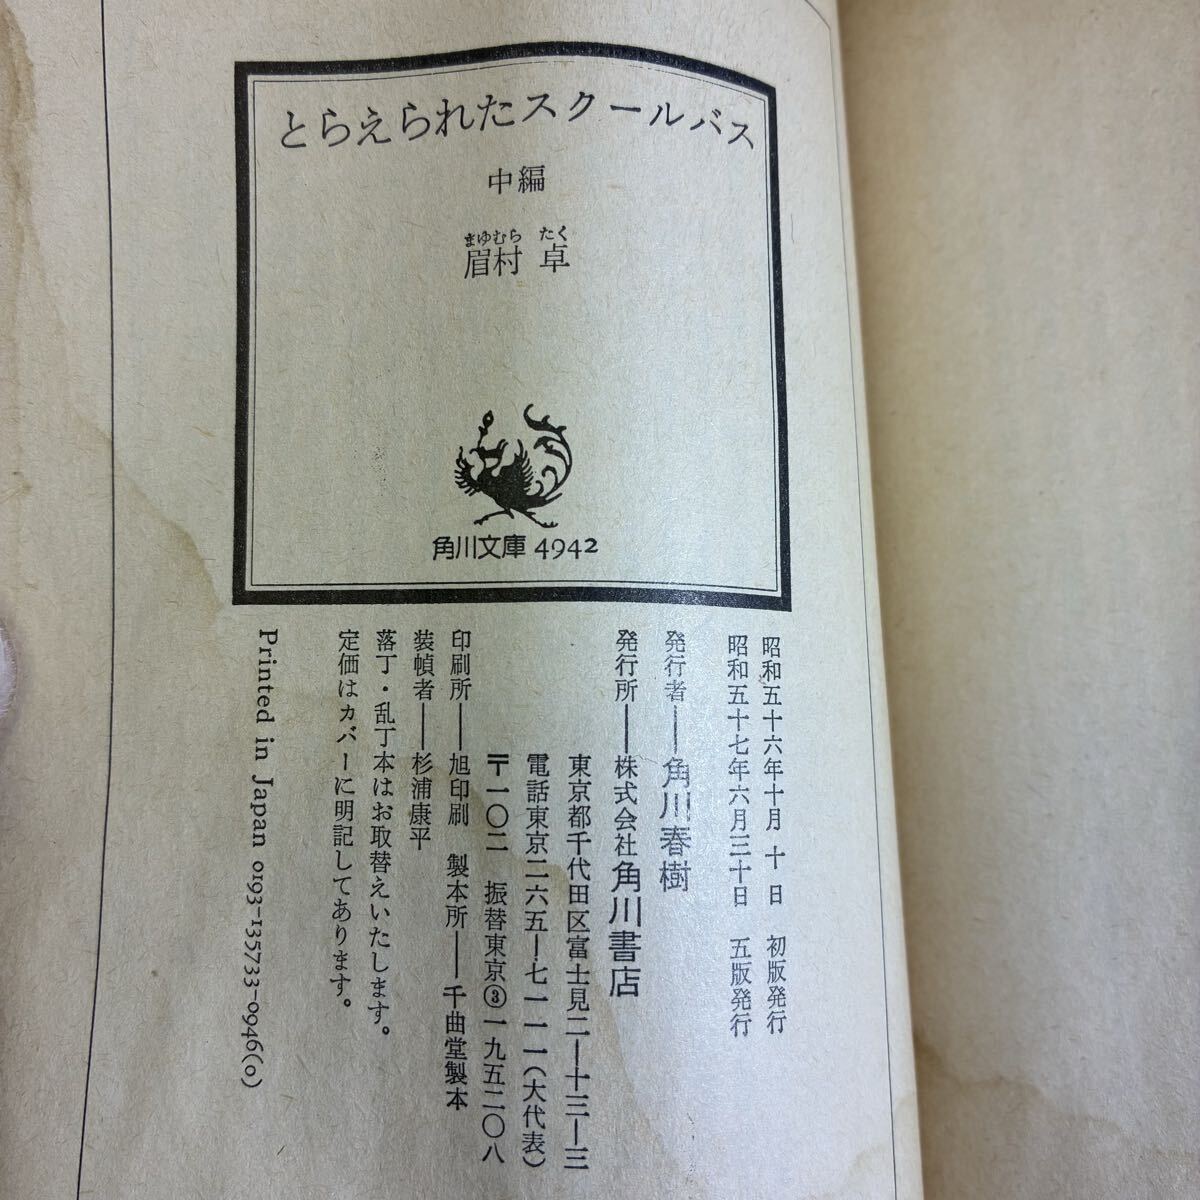 とらえられたスクールバス
中編
まゆむら たく
眉村 卓
角川文庫 4942
昭和五十六年十月 十 日 初版発行
昭和五十七年六月三十日 五版発行
発行者――角川春樹
発行所――株式会社角川書店
東京都千代田区富士見二―十三―三
電話東京二六五―七一一一(大代表)
〒一〇二 振替東京③一九五二〇八
印刷所――旭印刷 製本所――千曲堂製本
装幀者――杉浦康平
落丁・乱丁本はお取替えいたします。
定価はカバーに明記してあります。
Printed in Japan 0193-135733-0946(0)